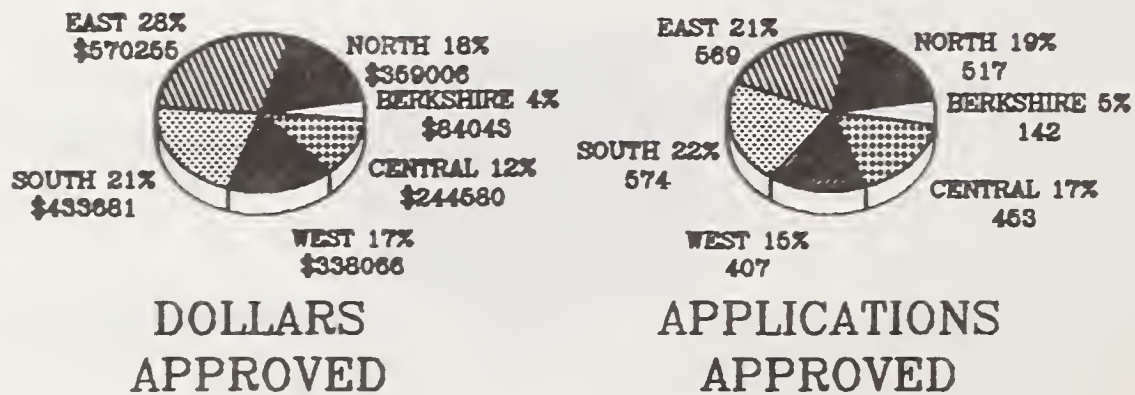 EAST 28%
$570255
NORTH 18%
$359006
BERKSHIRE 4%
$84043
CENTRAL 12%
$244580
WEST 17%
$338066
SOUTH 21%
$433681
DOLLARS
APPROVED
EAST 21%
569
NORTH 19%
517
BERKSHIRE 5%
142
CENTRAL 17%
453
WEST 15%
407
SOUTH 22%
574
APPLICATIONS
APPROVED